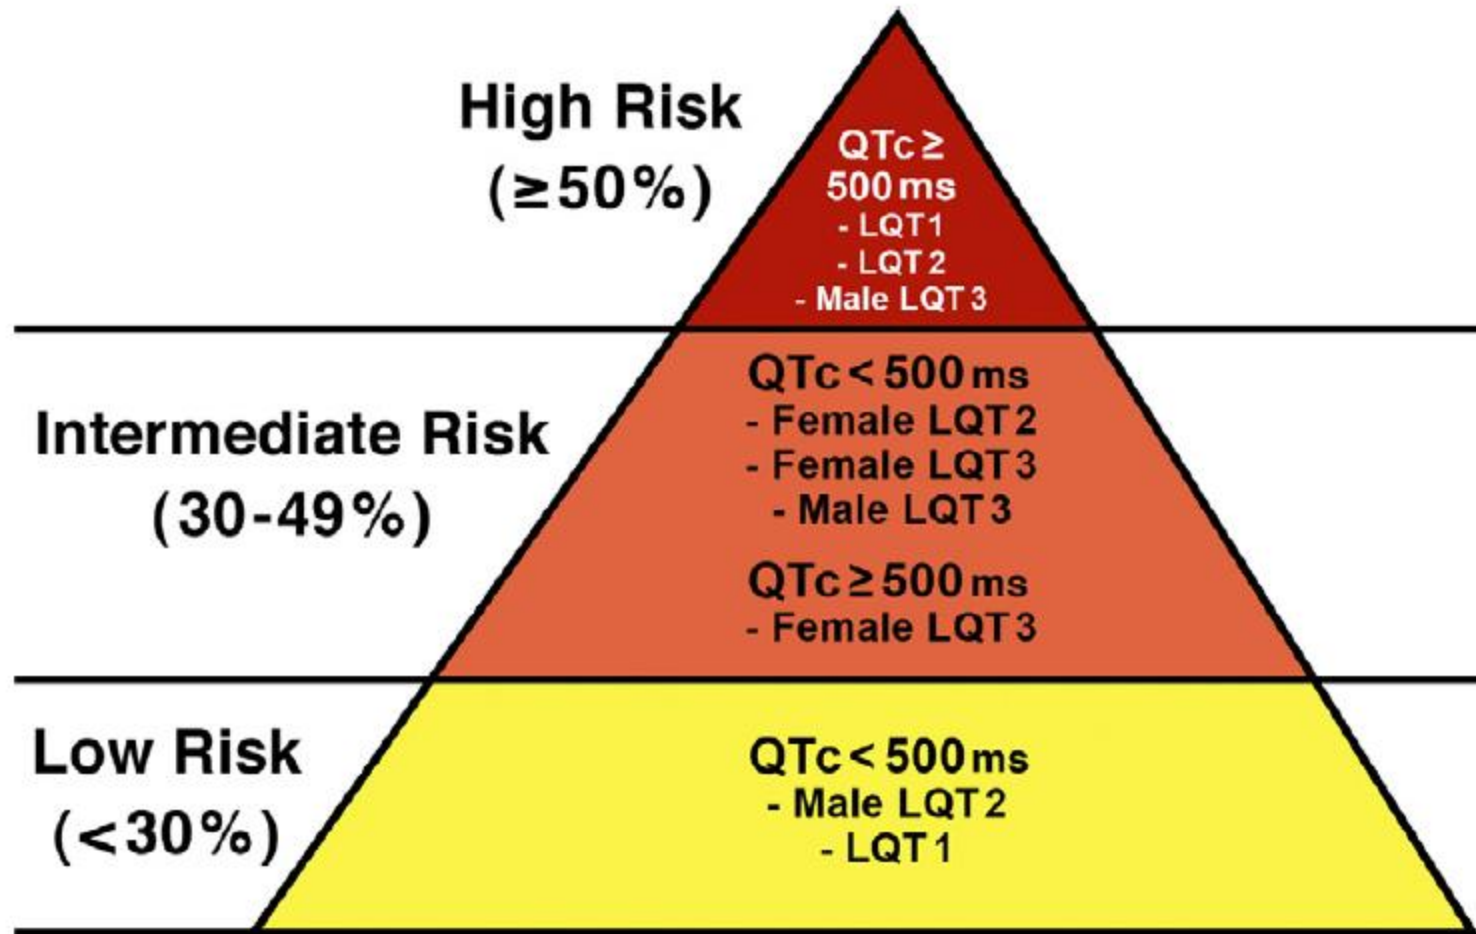 High Risk
(≥50%)
QTc ≥
500 ms
- LQT1
- LQT2
- Male LQT3
Intermediate Risk
(30-49%)
QTc < 500 ms
- Female LQT2
- Female LQT3
- Male LQT3
QTc ≥ 500 ms
- Female LQT3
Low Risk
(<30%)
QTc < 500 ms
- Male LQT2
- LQT1